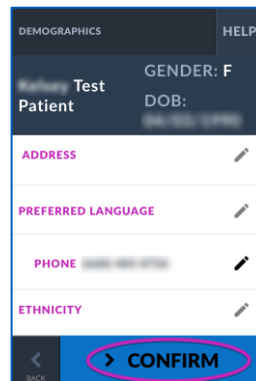 DEMOGRAPHICS HELP
Test
Patient
GENDER: F
DOB:
ADDRESS
PREFERRED LANGUAGE
PHONE
ETHNICITY
< BACK
> CONFIRM